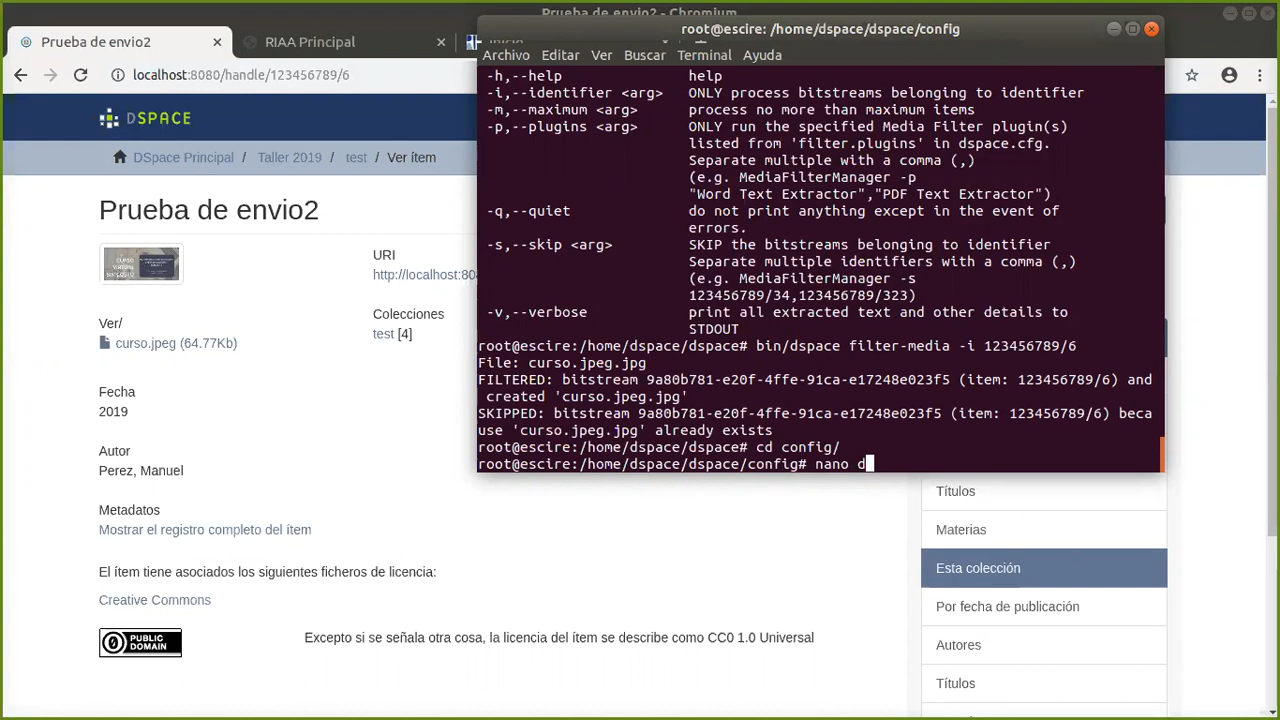 Prueba de envio2 - Chromium
Prueba de envio2
RIAA Principal
localhost:8080/handle/123456789/6
DSPACE
DSpace Principal / Taller 2019 / test / Ver ítem
Prueba de envio2
CURSO
VIRTUAL
URI
http://localhost:80
Ver/
curso.jpeg (64.77Kb)
Colecciones
test [4]
Fecha
2019
Autor
Perez, Manuel
Metadatos
Mostrar el registro completo del ítem
El ítem tiene asociados los siguientes ficheros de licencia:
Creative Commons
PUBLIC
DOMAIN
Excepto si se señala otra cosa, la licencia del ítem se describe como CC0 1.0 Universal
root@escire: /home/dspace/dspace/config
Archivo Editar Ver Buscar Terminal Ayuda
-h,--help help
-i,--identifier <arg> ONLY process bitstreams belonging to identifier
-m,--maximum <arg> process no more than maximum items
-p,--plugins <arg> ONLY run the specified Media Filter plugin(s)
listed from 'filter.plugins' in dspace.cfg.
Separate multiple with a comma (,)
(e.g. MediaFilterManager -p
"Word Text Extractor","PDF Text Extractor")
-q,--quiet do not print anything except in the event of
errors.
-s,--skip <arg> SKIP the bitstreams belonging to identifier
Separate multiple identifiers with a comma (,)
(e.g. MediaFilterManager -s
123456789/34,123456789/323)
-v,--verbose print all extracted text and other details to
STDOUT
root@escire:/home/dspace/dspace# bin/dspace filter-media -i 123456789/6
File: curso.jpeg.jpg
FILTERED: bitstream 9a80b781-e20f-4ffe-91ca-e17248e023f5 (item: 123456789/6) and
created 'curso.jpeg.jpg'
SKIPPED: bitstream 9a80b781-e20f-4ffe-91ca-e17248e023f5 (item: 123456789/6) beca
use 'curso.jpeg.jpg' already exists
root@escire:/home/dspace/dspace# cd config/
root@escire:/home/dspace/dspace/config# nano d
Títulos
Materias
Esta colección
Por fecha de publicación
Autores
Títulos